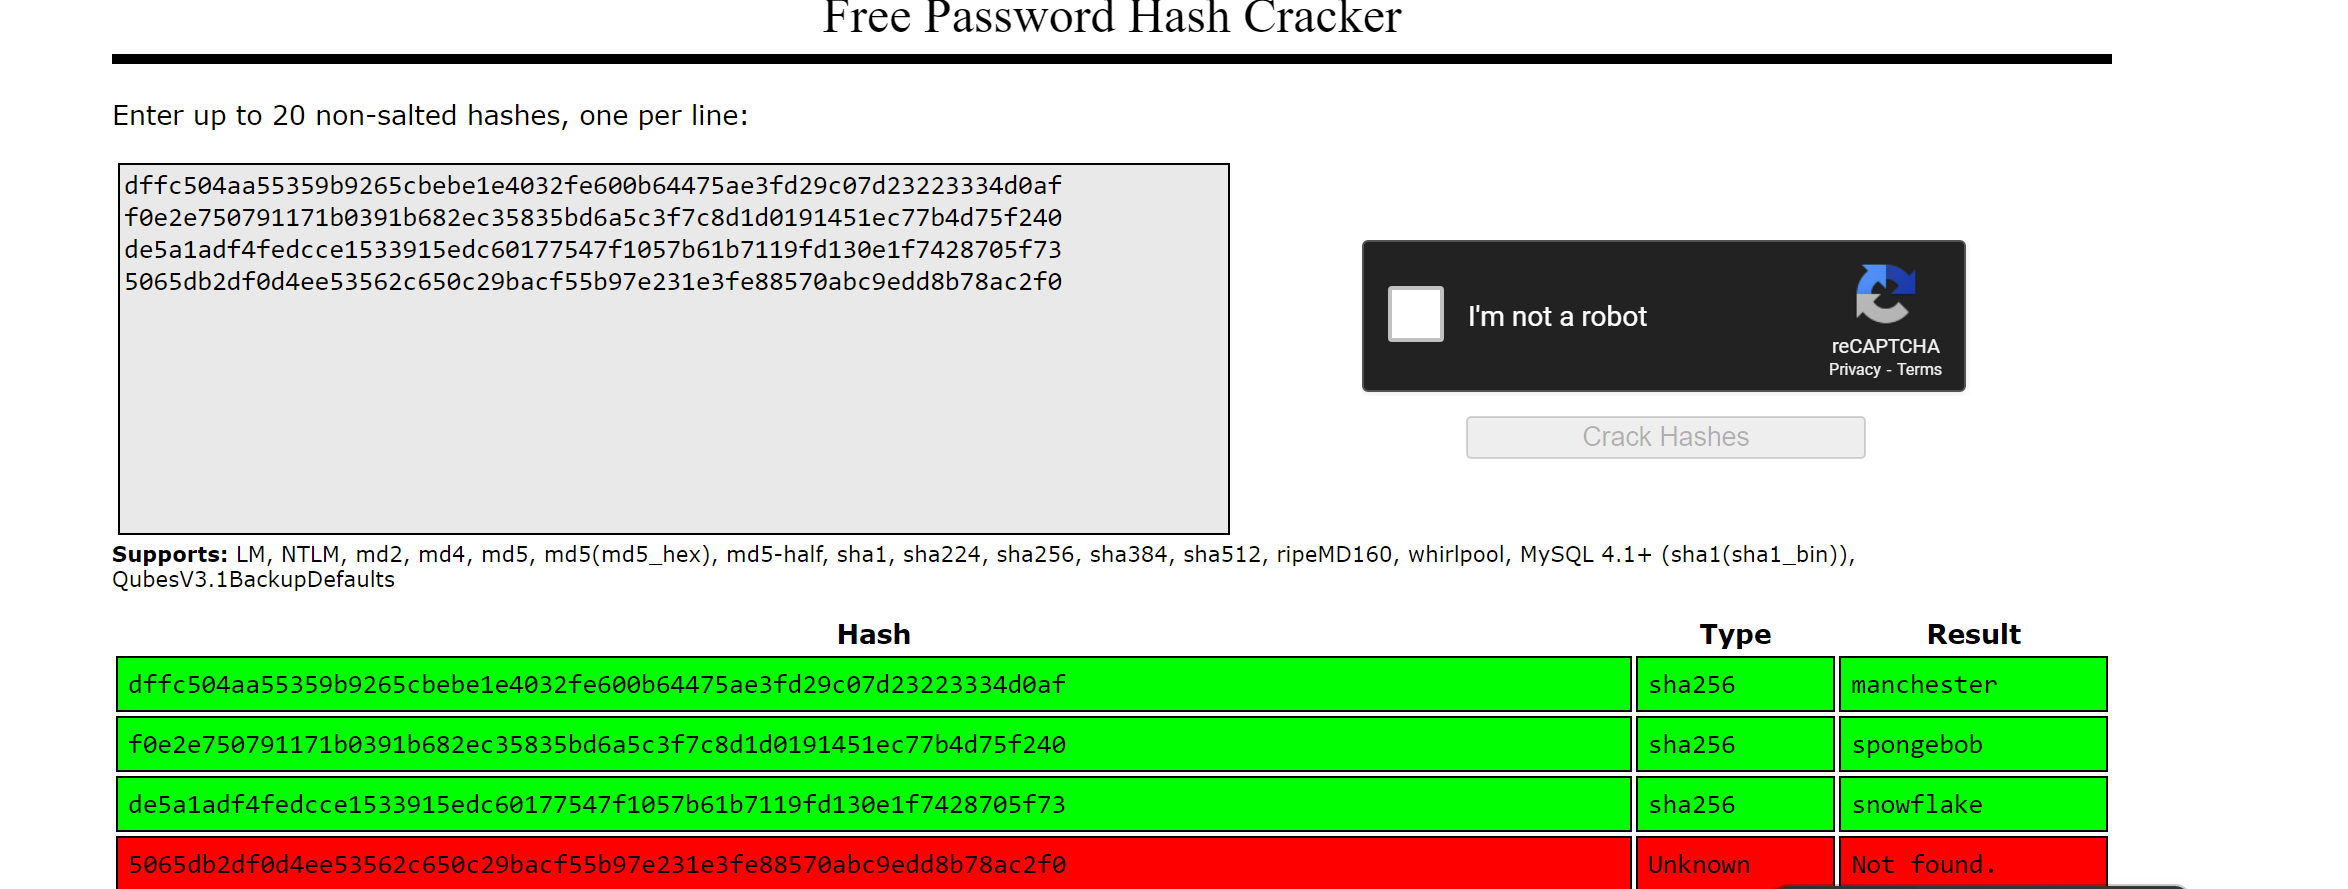 Free Password Hash Cracker
Enter up to 20 non-salted hashes, one per line:
dffc504aa55359b9265cbebe1e4032fe600b64475ae3fd29c07d23223334d0af
f0e2e750791171b0391b682ec35835bd6a5c3f7c8d1d0191451ec77b4d75f240
de5a1adf4fedcce1533915edc60177547f1057b61b7119fd130e1f7428705f73
5065db2df0d4ee53562c650c29bacf55b97e231e3fe88570abc9edd8b78ac2f0
I'm not a robot
reCAPTCHA
Privacy - Terms
Crack Hashes
Supports: LM, NTLM, md2, md4, md5, md5(md5_hex), md5-half, sha1, sha224, sha256, sha384, sha512, ripeMD160, whirlpool, MySQL 4.1+ (sha1(sha1_bin)),
QubesV3.1BackupDefaults
Hash Type Result
dffc504aa55359b9265cbebe1e4032fe600b64475ae3fd29c07d23223334d0af sha256 manchester
f0e2e750791171b0391b682ec35835bd6a5c3f7c8d1d0191451ec77b4d75f240 sha256 spongebob
de5a1adf4fedcce1533915edc60177547f1057b61b7119fd130e1f7428705f73 sha256 snowflake
5065db2df0d4ee53562c650c29bacf55b97e231e3fe88570abc9edd8b78ac2f0 Unknown Not found.